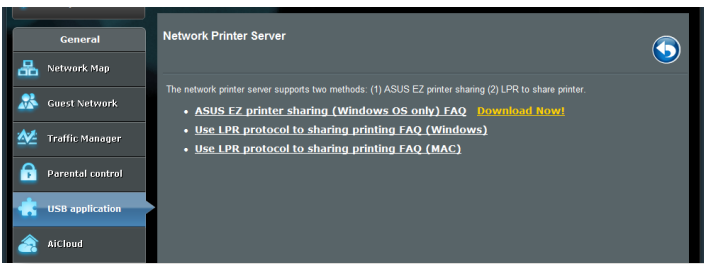 General
Network Map
Guest Network
Traffic Manager
Parental control
USB application
AiCloud
Network Printer Server
The network printer server supports two methods: (1) ASUS EZ printer sharing (2) LPR to share printer.
ASUS EZ printer sharing (Windows OS only) FAQ Download Now!
Use LPR protocol to sharing printing FAQ (Windows)
Use LPR protocol to sharing printing FAQ (MAC)